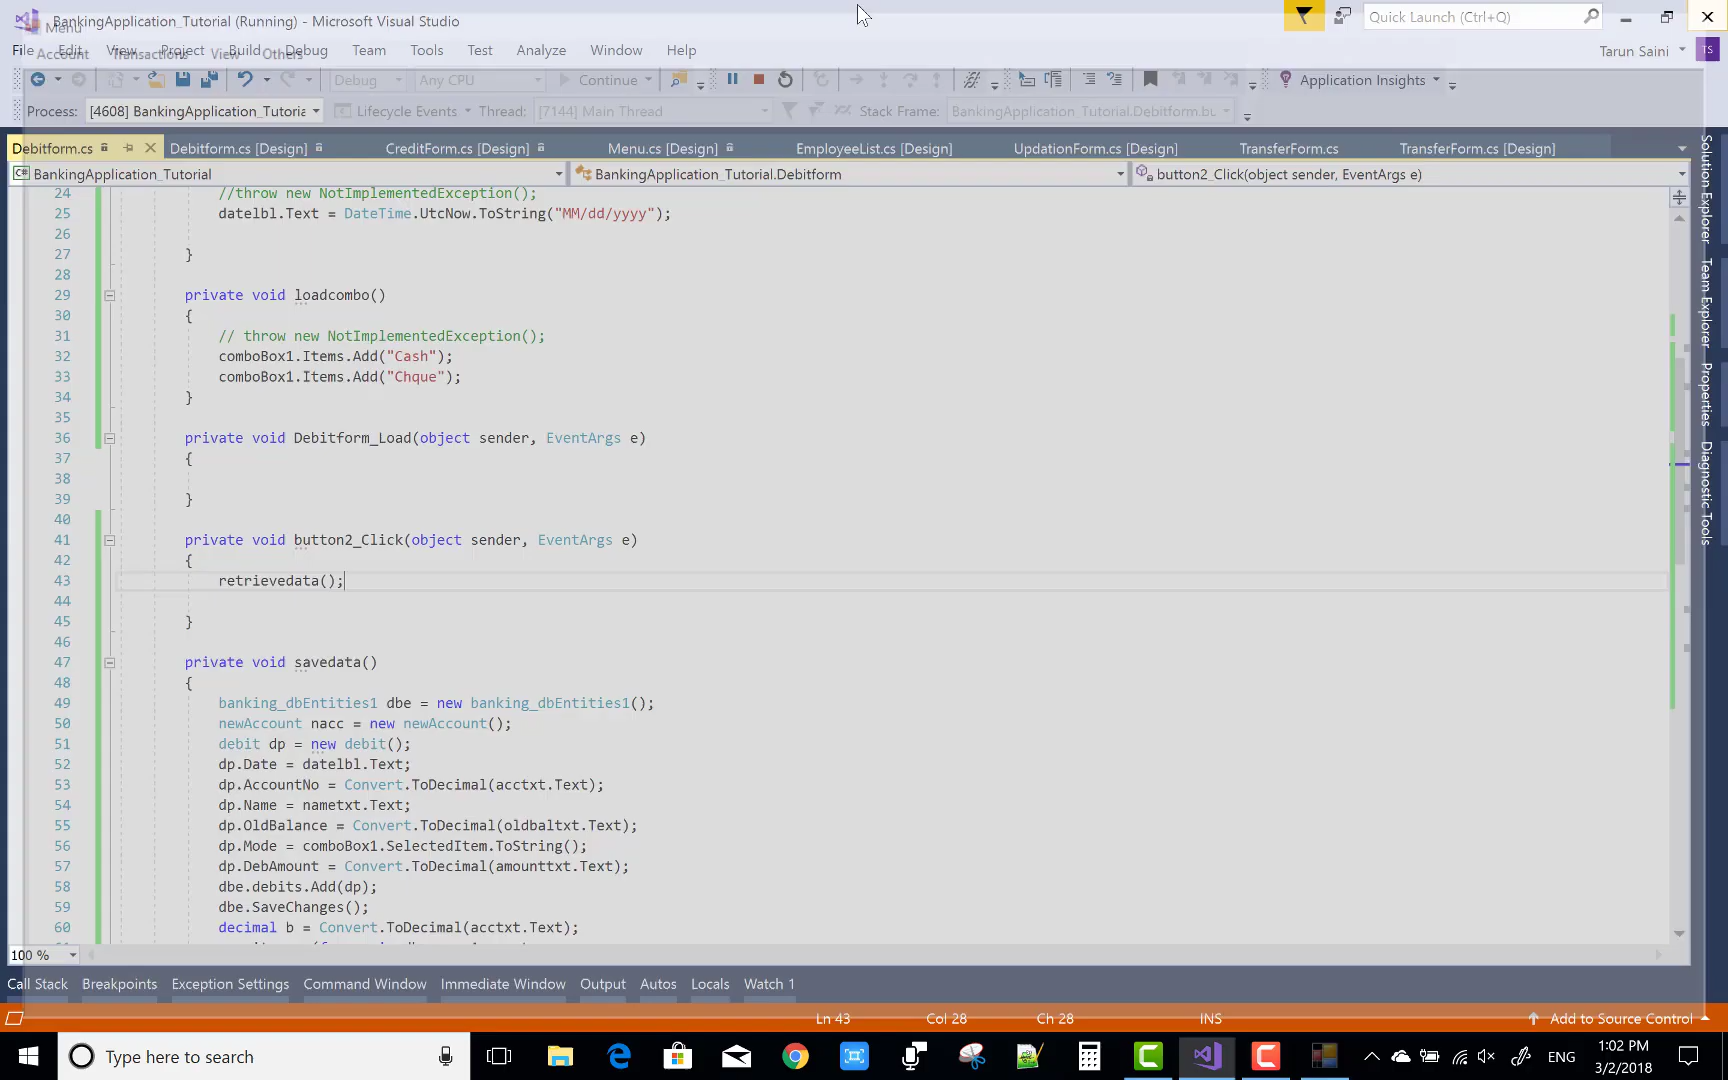 BankingApplication_Tutorial (Running) - Microsoft Visual Studio
Quick Launch (Ctrl+Q)
Menu
File Edit View Project Build Debug Team Tools Test Analyze Window Help
Tarun Saini
TS
Account Transactions View Others
Debug Any CPU Continue Application Insights
Process: [4608] BankingApplication_Tutoria Lifecycle Events Thread: [7144] Main Thread Stack Frame: BankingApplication_Tutorial.Debitform.bu
Debitform.cs Debitform.cs [Design] CreditForm.cs [Design] Menu.cs [Design] EmployeeList.cs [Design] UpdationForm.cs [Design] TransferForm.cs TransferForm.cs [Design]
BankingApplication_Tutorial BankingApplication_Tutorial.Debitform button2_Click(object sender, EventArgs e)
24 //throw new NotImplementedException();
25 datelbl.Text = DateTime.UtcNow.ToString("MM/dd/yyyy");
26
27 }
28
29 private void loadcombo()
30 {
31 // throw new NotImplementedException();
32 comboBox1.Items.Add("Cash");
33 comboBox1.Items.Add("Chque");
34 }
35
36 private void Debitform_Load(object sender, EventArgs e)
37 {
38
39 }
40
41 private void button2_Click(object sender, EventArgs e)
42 {
43 retrievedata();
44
45 }
46
47 private void savedata()
48 {
49 banking_dbEntities1 dbe = new banking_dbEntities1();
50 newAccount nacc = new newAccount();
51 debit dp = new debit();
52 dp.Date = datelbl.Text;
53 dp.AccountNo = Convert.ToDecimal(acctxt.Text);
54 dp.Name = nametxt.Text;
55 dp.OldBalance = Convert.ToDecimal(oldbaltxt.Text);
56 dp.Mode = comboBox1.SelectedItem.ToString();
57 dp.DebAmount = Convert.ToDecimal(amounttxt.Text);
58 dbe.debits.Add(dp);
59 dbe.SaveChanges();
60 decimal b = Convert.ToDecimal(acctxt.Text);
Solution Explorer
Team Explorer
Properties
Diagnostic Tools
100 %
Call Stack Breakpoints Exception Settings Command Window Immediate Window Output Autos Locals Watch 1
Ln 43 Col 28 Ch 28 INS Add to Source Control
Type here to search
ENG
1:02 PM
3/2/2018